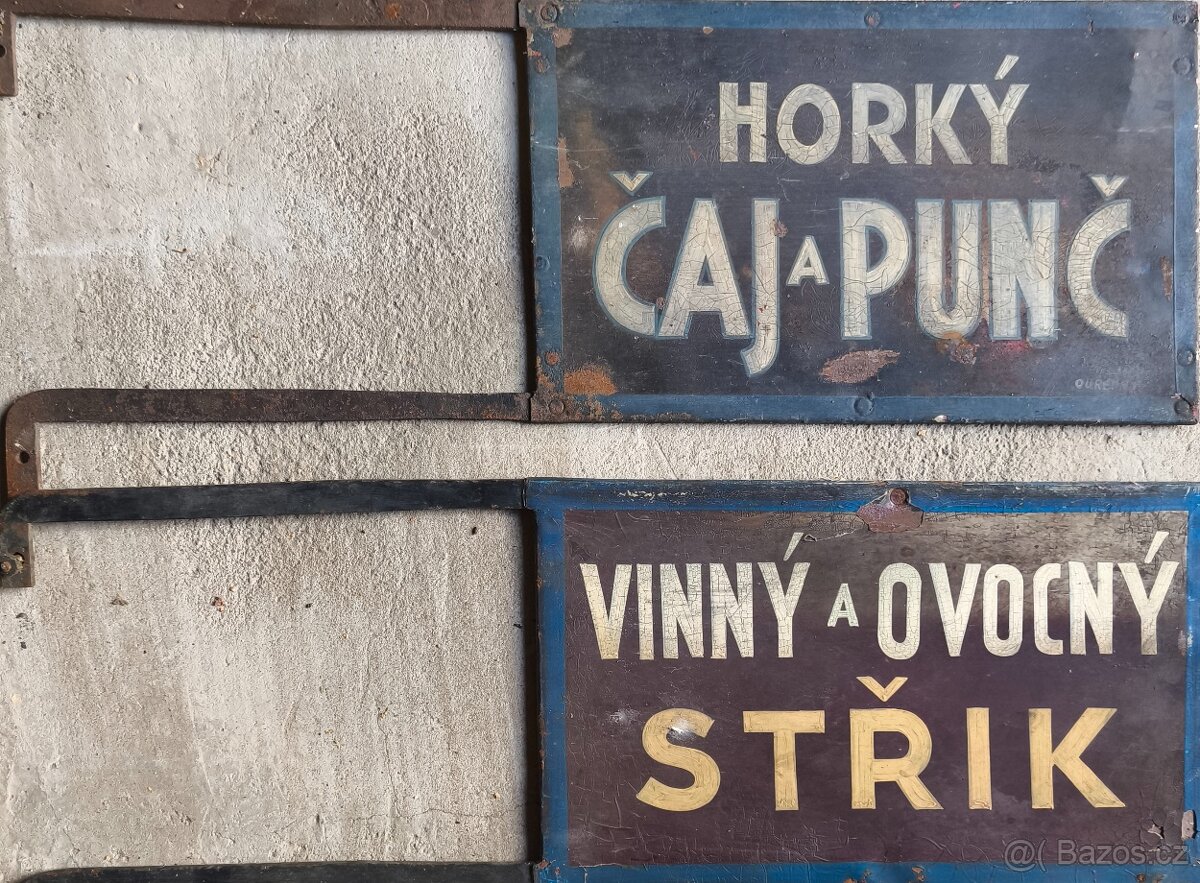 HORKÝ
ČAJ A PUNČ
VINNÝ A OVOCNÝ
STŘIK
@( Bazos.cz